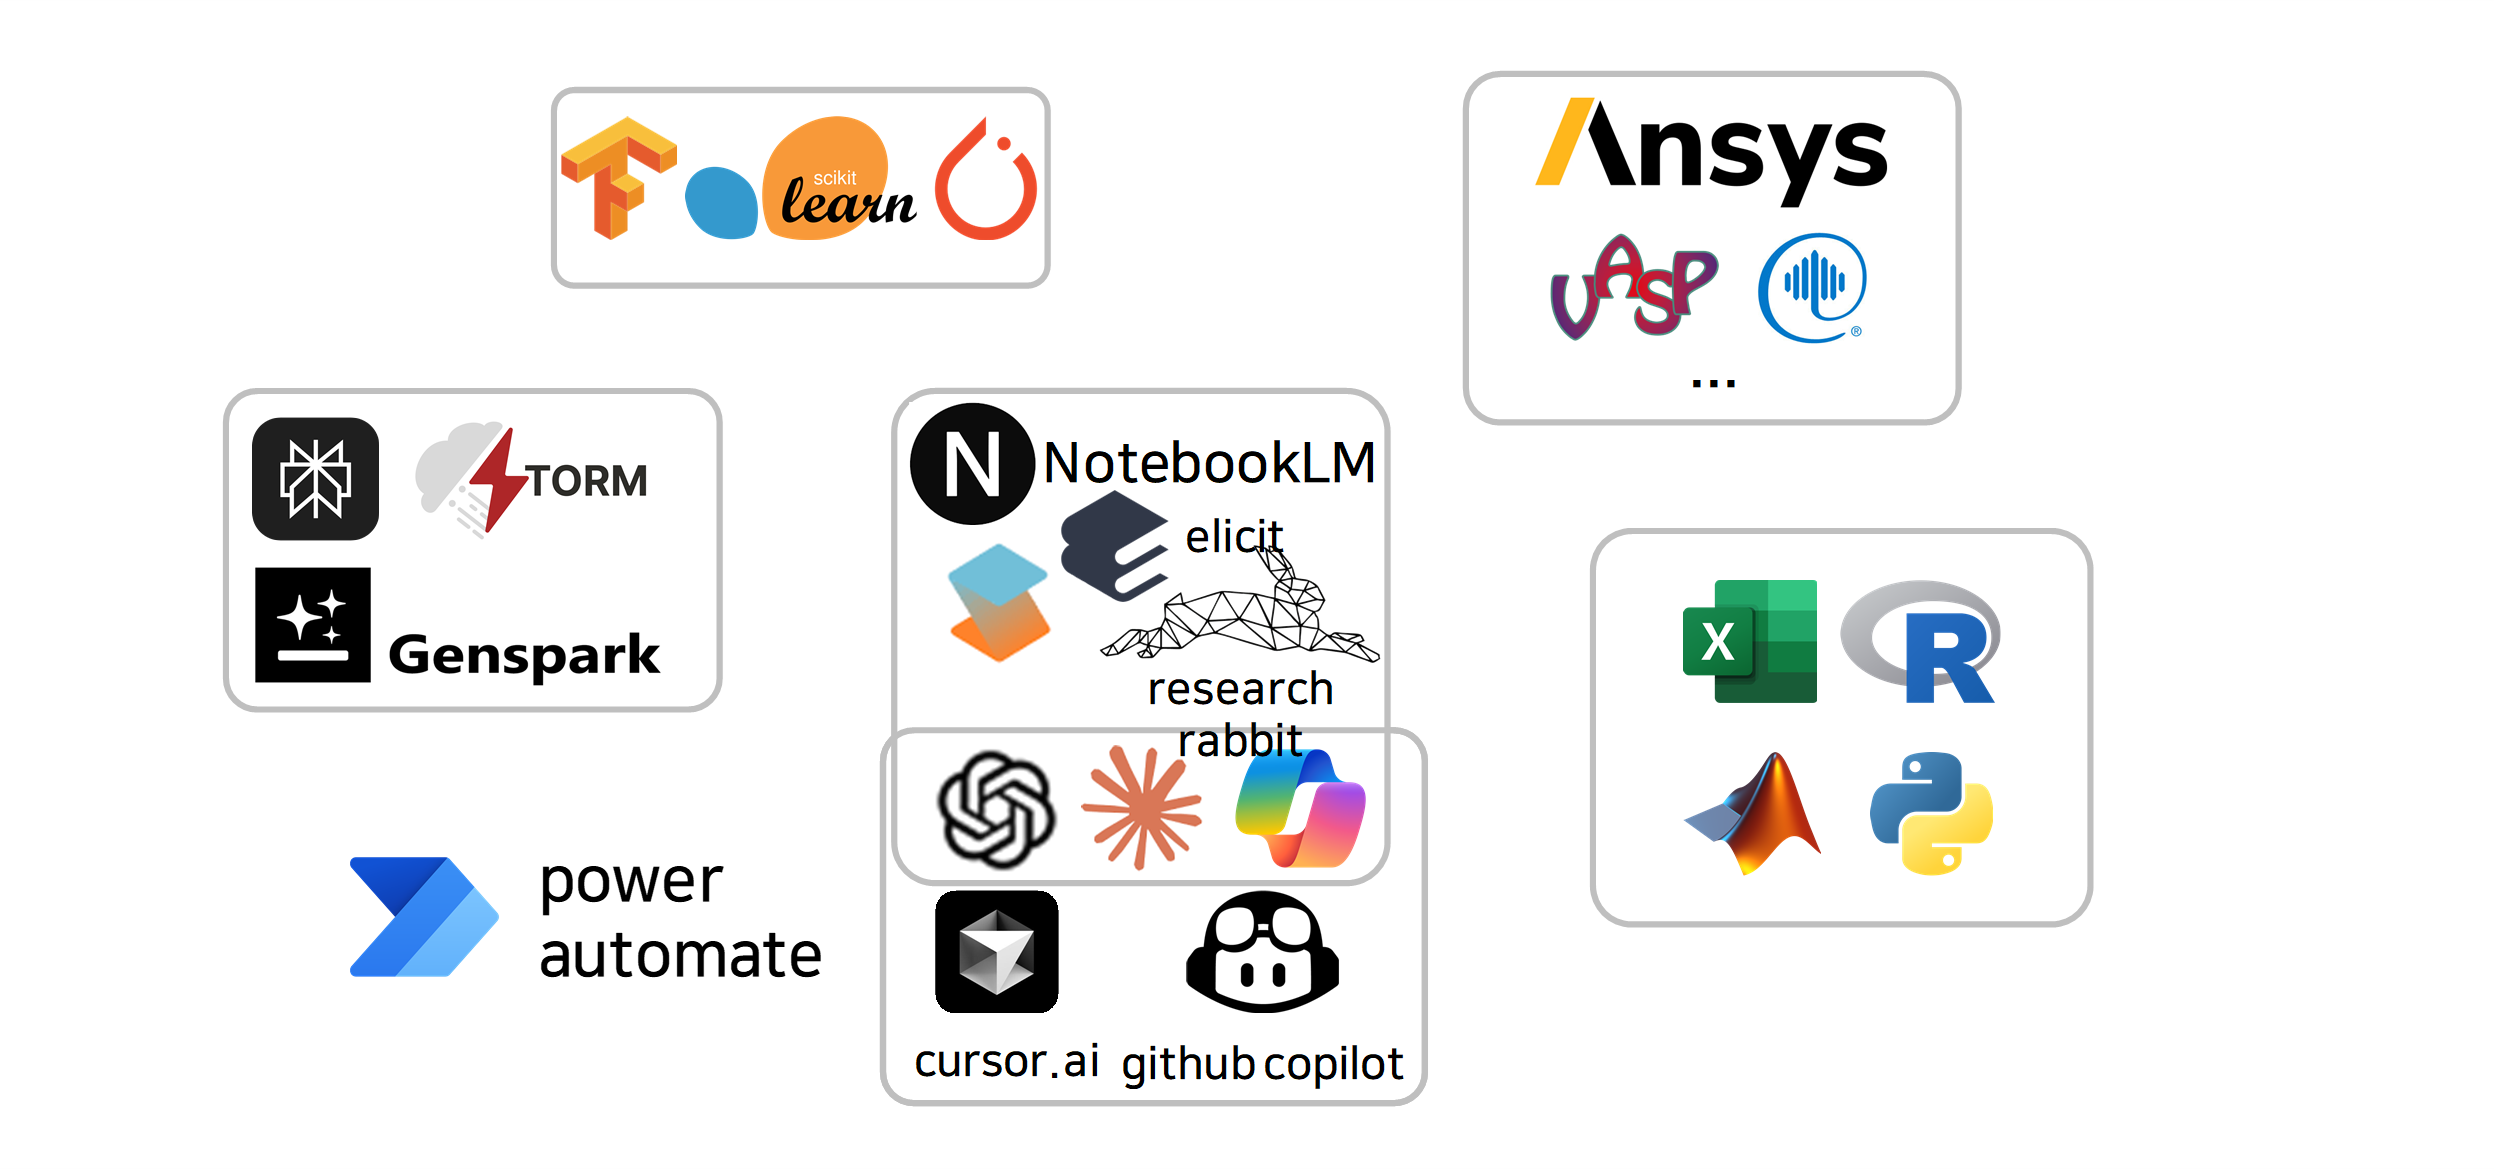 scikit
learn
Ansys
VASP
®
...
TORM
Genspark
N
NotebookLM
elicit
research
rabbit
X
R
power
automate
cursor.ai
github copilot